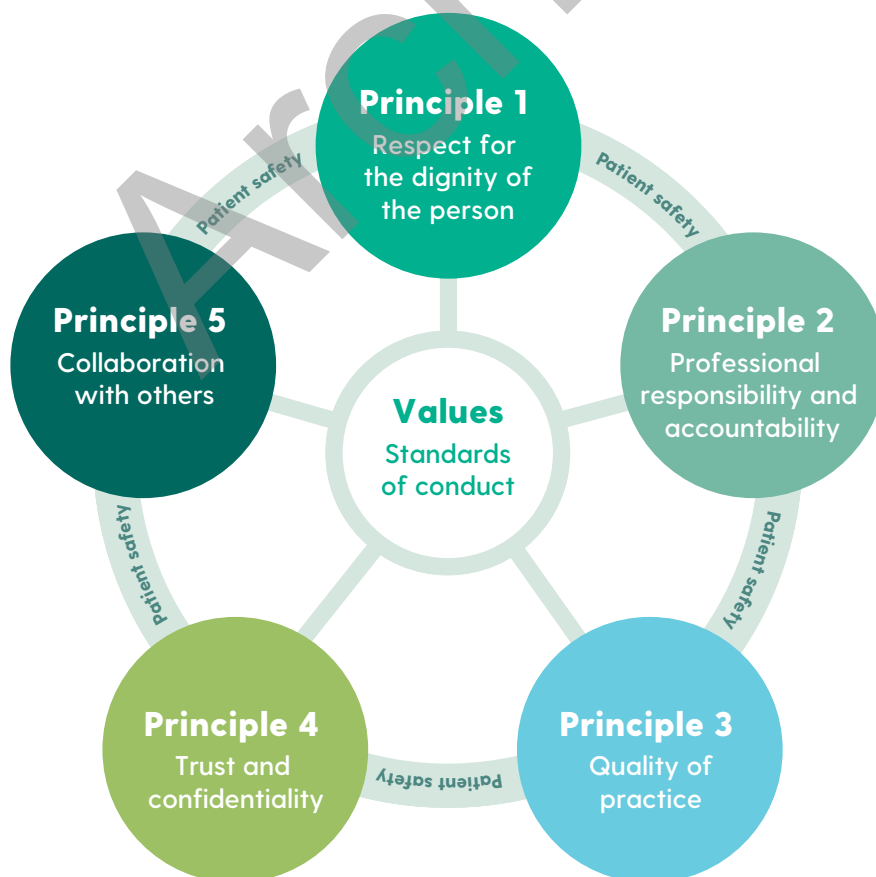 Principle 1
Respect for
the dignity of
the person
Patient safety
Principle 2
Professional
responsibility and
accountability
Patient safety
Principle 3
Quality of
practice
Patient safety
Principle 4
Trust and
confidentiality
Patient safety
Principle 5
Collaboration
with others
Patient safety
Values
Standards
of conduct